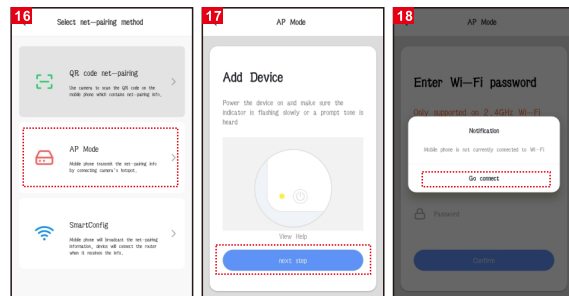 16
Select net-pairing method
QR code net-pairing
Use camera to scan the QR code on the
mobile phone which contains net-pairing info.
AP Mode
Mobile phone transmit the net-pairing info
by connecting camera's hotspot.
SmartConfig
Mobile phone will broadcast the net-pairing
information, device will connect the router
when it receives the info.
17
AP Mode
Add Device
Power the device on and make sure the
indicator is flashing slowly or a prompt tone is
heard
View Help
next step
18
AP Mode
Enter Wi-Fi password
Only supported on 2.4GHz Wi-Fi
Notification
Mobile phone is not currently connected to Wi-Fi
Go connect
Password
Confirm